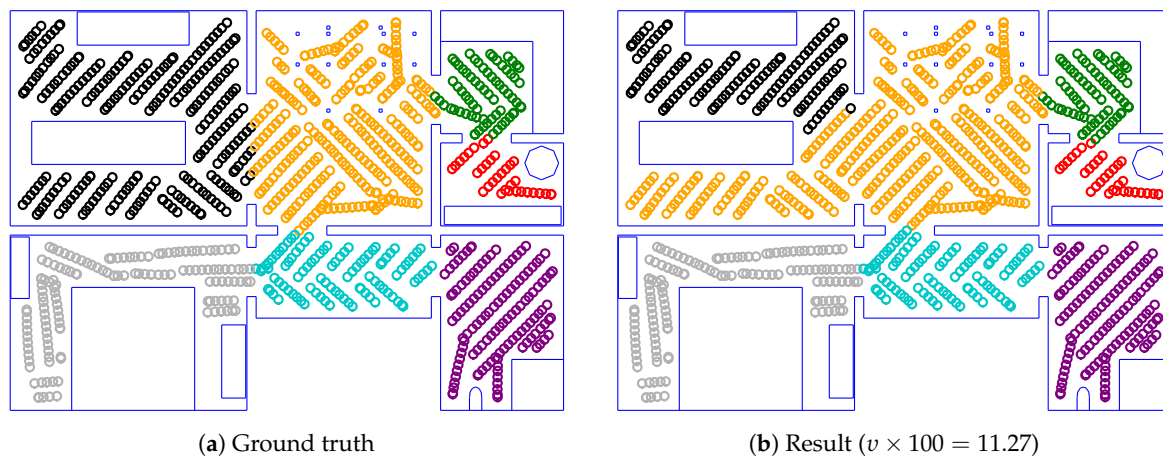 (a) Ground truth
(b) Result (v × 100 = 11.27)